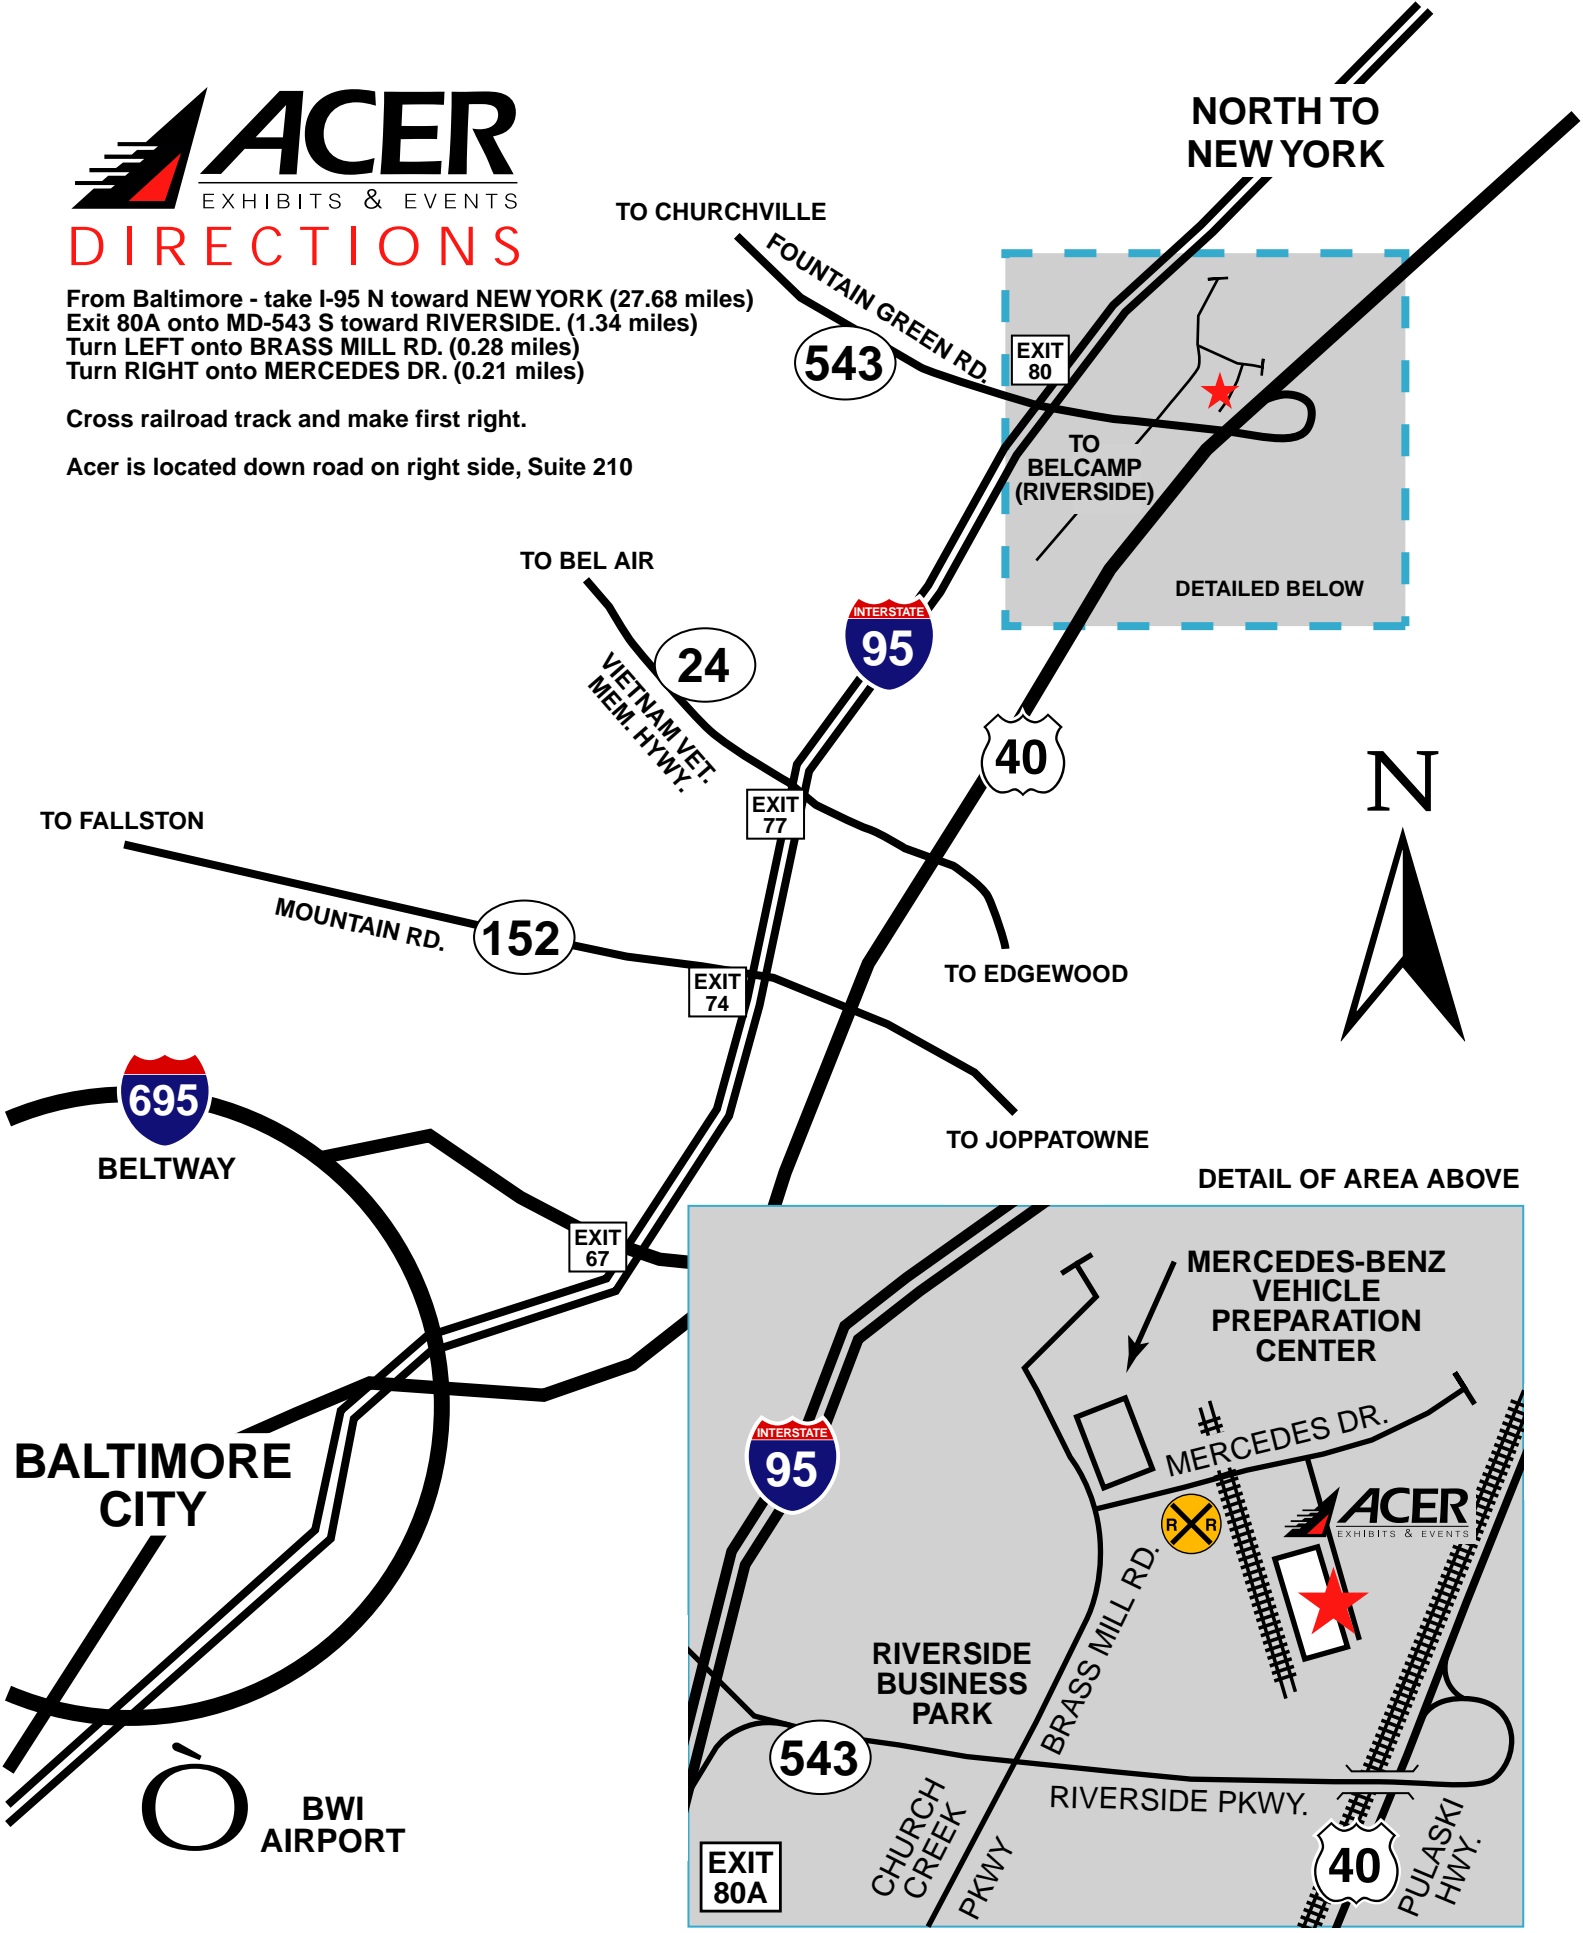 ACER
EXHIBITS & EVENTS
DIRECTIONS
From Baltimore - take I-95 N toward NEW YORK (27.68 miles)
Exit 80A onto MD-543 S toward RIVERSIDE. (1.34 miles)
Turn LEFT onto BRASS MILL RD. (0.28 miles)
Turn RIGHT onto MERCEDES DR. (0.21 miles)
Cross railroad track and make first right.
Acer is located down road on right side, Suite 210
NORTH TO
NEW YORK
TO CHURCHVILLE
FOUNTAIN GREEN RD.
543
EXIT
80
TO
BELCAMP
(RIVERSIDE)
DETAILED BELOW
TO BEL AIR
24
VIETNAM VET.
MEM. HYWY.
INTERSTATE
95
40
N
EXIT
77
TO FALLSTON
MOUNTAIN RD.
152
EXIT
74
TO EDGEWOOD
695
BELTWAY
TO JOPPATOWNE
EXIT
67
BALTIMORE
CITY
Ò
BWI
AIRPORT
DETAIL OF AREA ABOVE
MERCEDES-BENZ
VEHICLE
PREPARATION
CENTER
INTERSTATE
95
MERCEDES DR.
R R
ACER
EXHIBITS & EVENTS
BRASS MILL RD.
RIVERSIDE
BUSINESS
PARK
543
RIVERSIDE PKWY.
CHURCH
CREEK
PKWY
40
PULASKI
HWY.
EXIT
80A